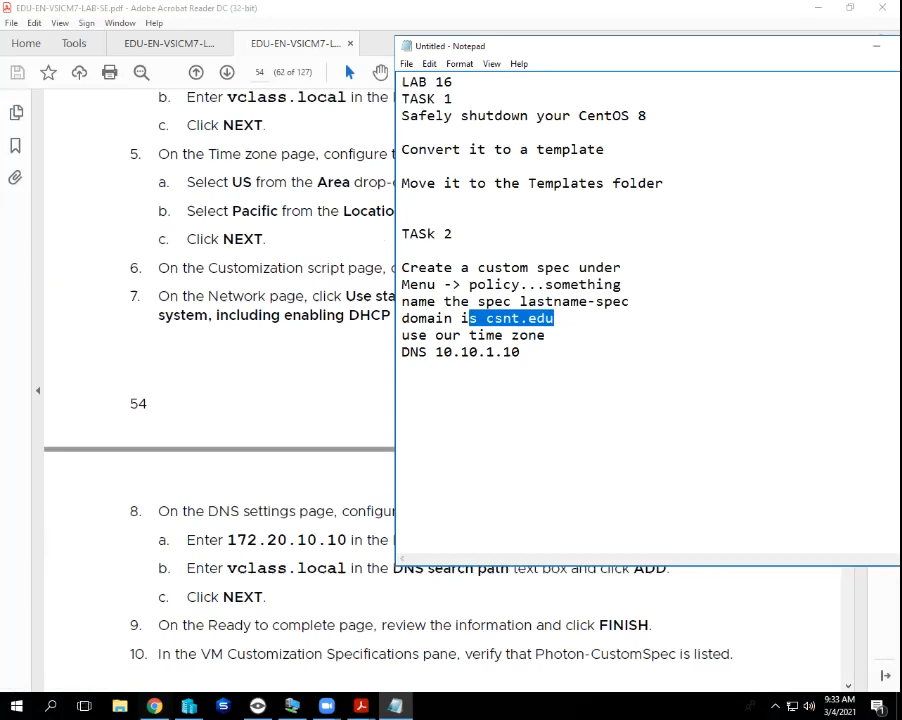 EDU-EN-VSICM7-LAB-SE.pdf - Adobe Acrobat Reader DC (32-bit)
File Edit View Sign Window Help
Home Tools EDU-EN-VSICM7-L... EDU-EN-VSICM7-L... ×
54 (62 of 127)
b. Enter vclass.local in the
c. Click NEXT.
5. On the Time zone page, configure
a. Select US from the Area drop-
b. Select Pacific from the
c. Click NEXT.
6. On the Customization script page,
7. On the Network page, click Use
system, including enabling DHCP
54
8. On the DNS settings page,
a. Enter 172.20.10.10 in the
b. Enter vclass.local in the DNS search path text box and click ADD.
c. Click NEXT.
9. On the Ready to complete page, review the information and click FINISH.
10. In the VM Customization Specifications pane, verify that Photon-CustomSpec is listed.
Untitled - Notepad
File Edit Format View Help
LAB 16
TASK 1
Safely shutdown your CentOS 8
Convert it to a template
Move it to the Templates folder
TASk 2
Create a custom spec under
Menu -> policy...something
name the spec lastname-spec
domain is csnt.edu
use our time zone
DNS 10.10.1.10
9:33 AM
3/4/2021